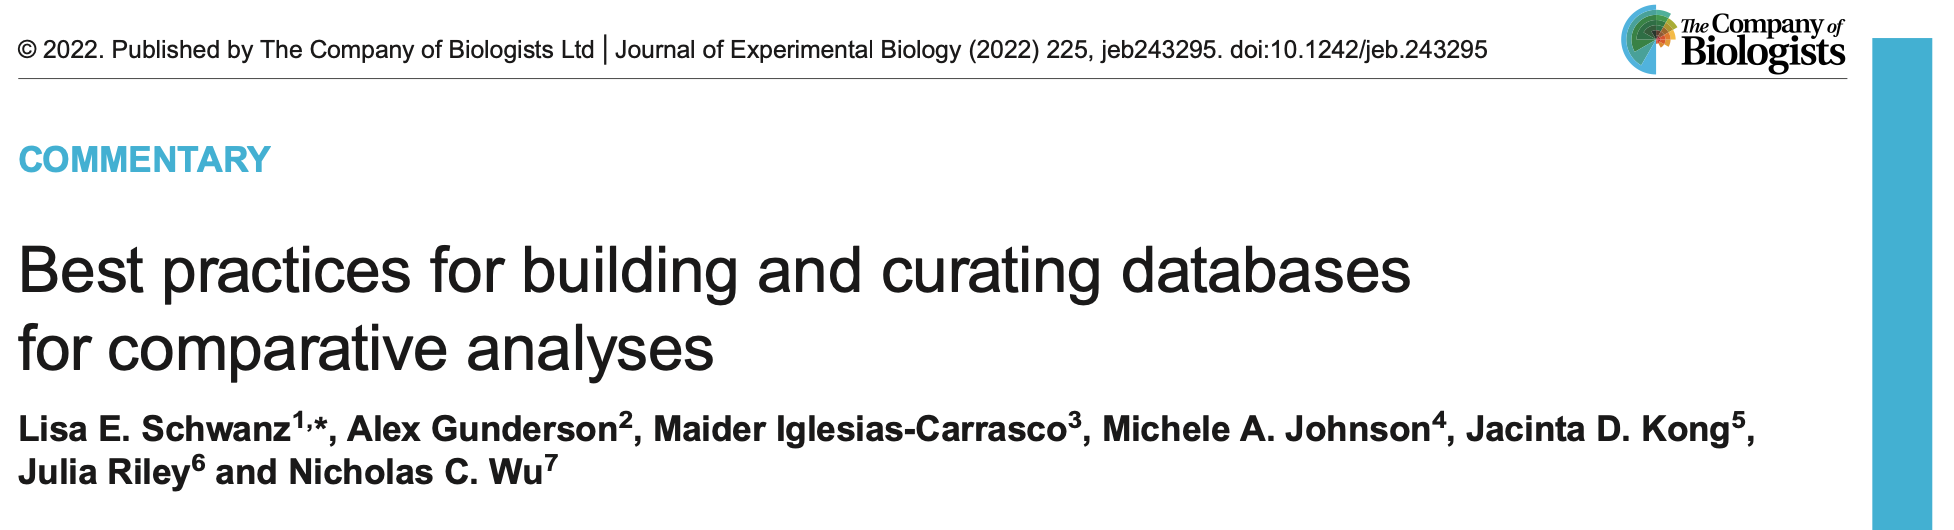 © 2022. Published by The Company of Biologists Ltd | Journal of Experimental Biology (2022) 225, jeb243295. doi:10.1242/jeb.243295
The Company of
Biologists
COMMENTARY
Best practices for building and curating databases
for comparative analyses
Lisa E. Schwanz1,*, Alex Gunderson2, Maider Iglesias-Carrasco3, Michele A. Johnson4, Jacinta D. Kong5,
Julia Riley6 and Nicholas C. Wu7